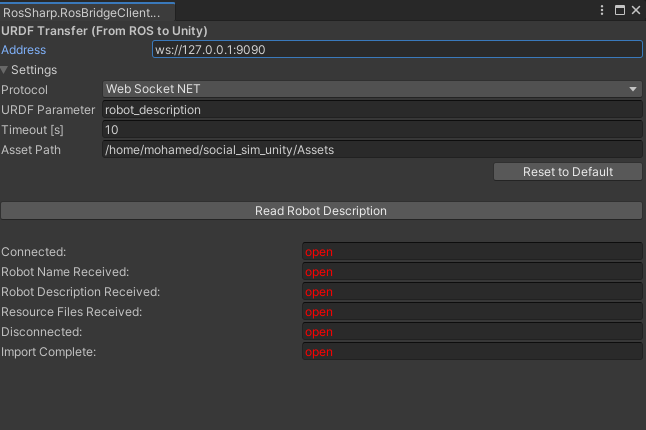 RosSharp.RosBridgeClient...
URDF Transfer (From ROS to Unity)
Address ws://127.0.0.1:9090
Settings
Protocol Web Socket NET
URDF Parameter robot_description
Timeout [s] 10
Asset Path /home/mohamed/social_sim_unity/Assets
Reset to Default
Read Robot Description
Connected: open
Robot Name Received: open
Robot Description Received: open
Resource Files Received: open
Disconnected: open
Import Complete: open